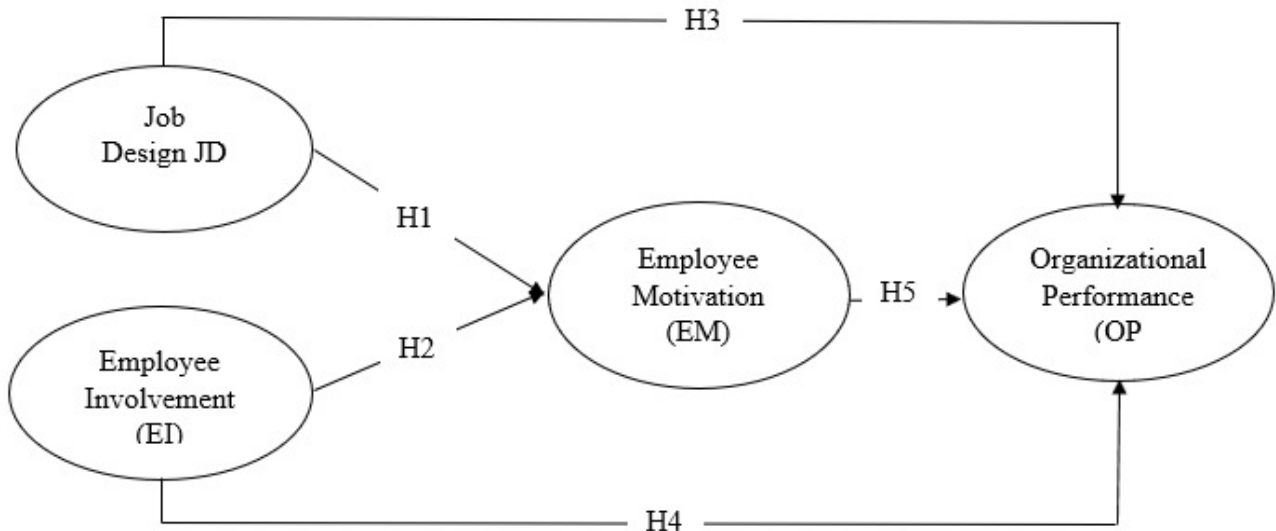 H3
Job
Design JD
H1
Employee
Motivation
(EM)
H5
Organizational
Performance
(OP
H2
Employee
Involvement
(EI)
H4